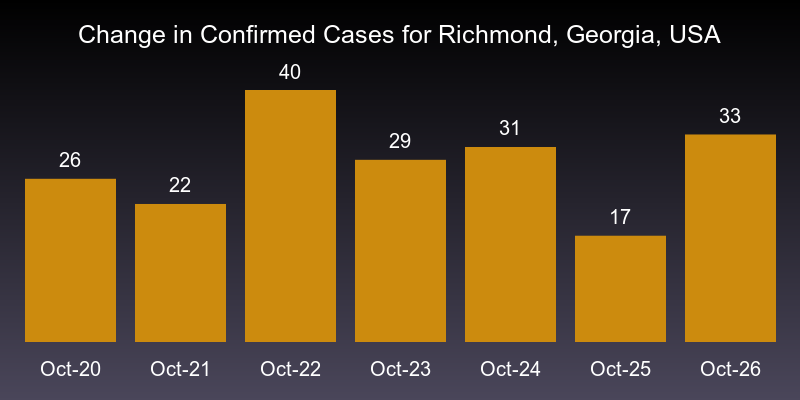 Change in Confirmed Cases for Richmond, Georgia, USA
26
22
40
29
31
17
33
Oct-20
Oct-21
Oct-22
Oct-23
Oct-24
Oct-25
Oct-26